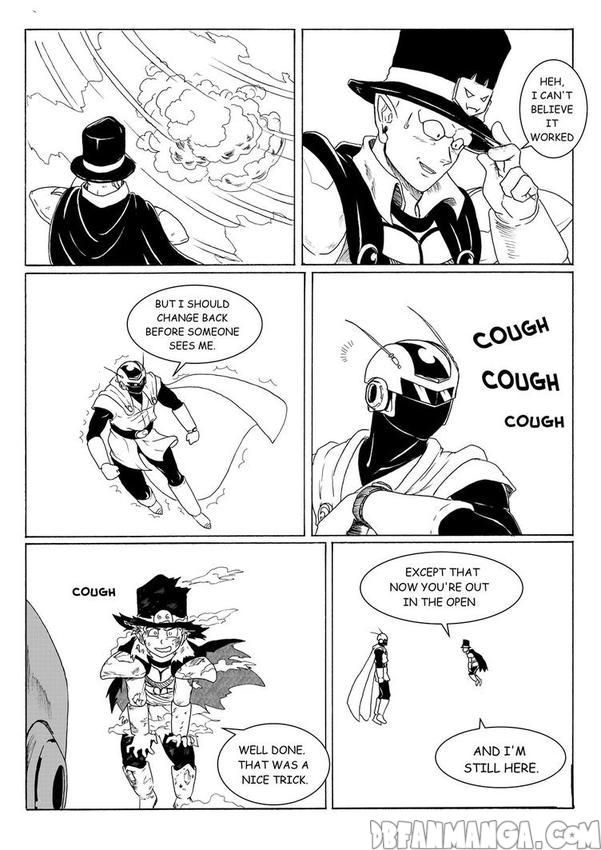 HEH,
I CAN'T
BELIEVE
IT
WORKED
BUT I SHOULD
CHANGE BACK
BEFORE SOMEONE
SEES ME.
COUGH
COUGH
COUGH
COUGH
WELL DONE.
THAT WAS A
NICE TRICK.
EXCEPT THAT
NOW YOU'RE OUT
IN THE OPEN
AND I'M
STILL HERE.
DBFANMANGA.COM